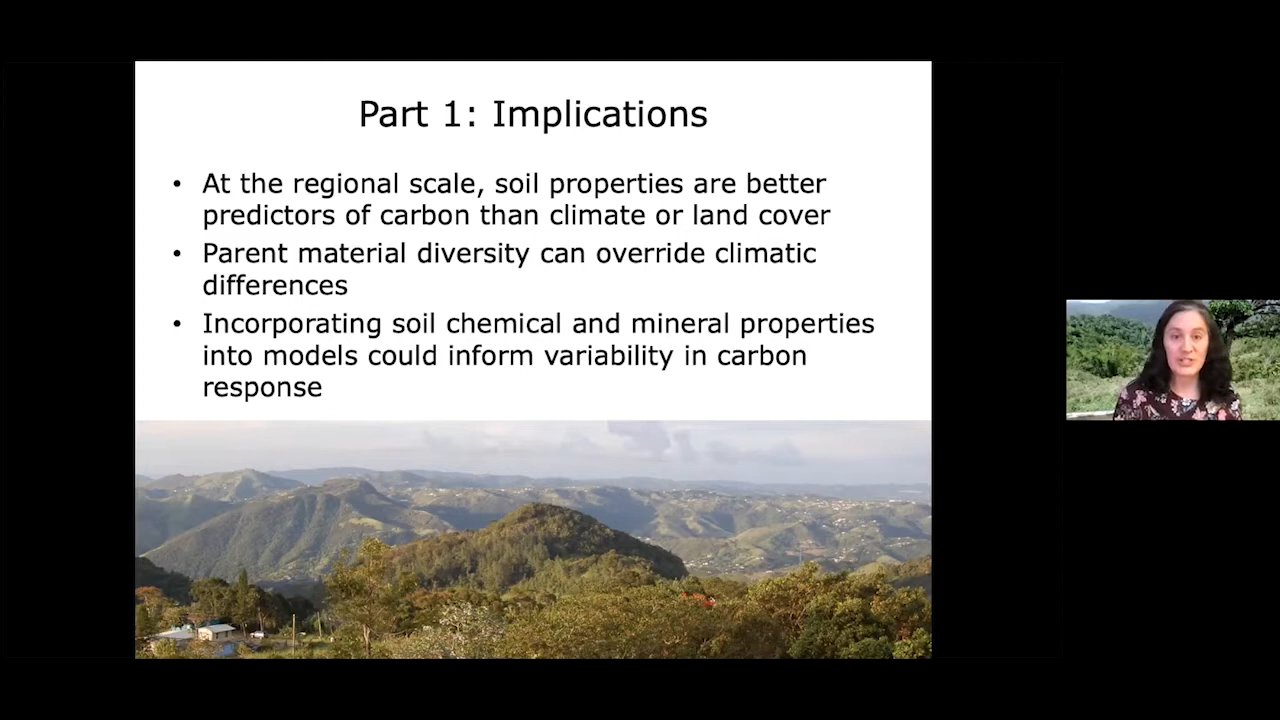 Part 1: Implications
• At the regional scale, soil properties are better
predictors of carbon than climate or land cover
• Parent material diversity can override climatic
differences
• Incorporating soil chemical and mineral properties
into models could inform variability in carbon
response